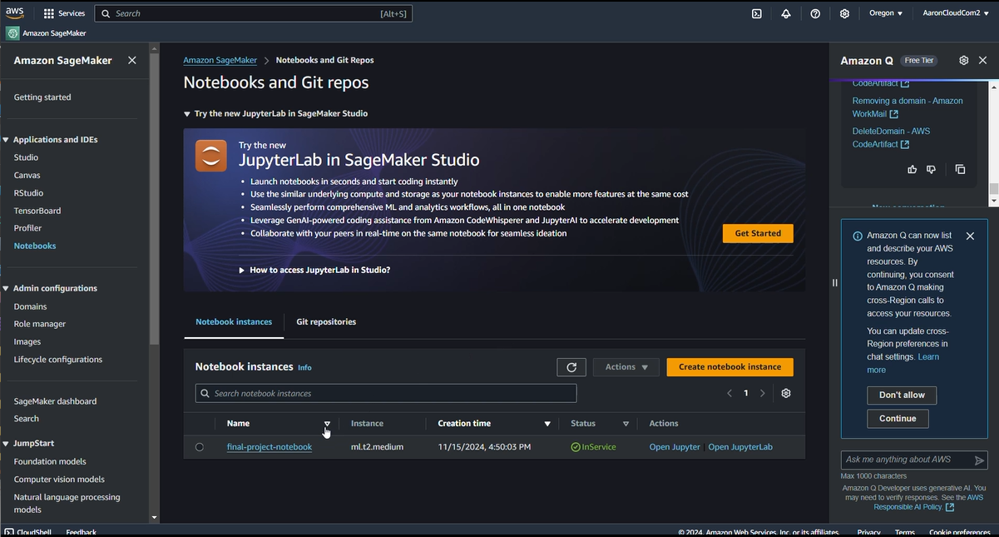 aws
Services
Search
[Alt+S]
Oregon
AaronCloudCom2
Amazon SageMaker
Amazon SageMaker
Getting started
Applications and IDEs
Studio
Canvas
RStudio
TensorBoard
Profiler
Notebooks
Admin configurations
Domains
Role manager
Images
Lifecycle configurations
SageMaker dashboard
Search
JumpStart
Foundation models
Computer vision models
Natural language processing
models
Amazon SageMaker > Notebooks and Git Repos
Notebooks and Git repos
Try the new JupyterLab in SageMaker Studio
Try the new
JupyterLab in SageMaker Studio
• Launch notebooks in seconds and start coding instantly
• Use the similar underlying compute and storage as your notebook instances to enable more features at the same cost
• Seamlessly perform comprehensive ML and analytics workflows, all in one notebook
• Leverage GenAI-powered coding assistance from Amazon CodeWhisperer and JupyterAI to accelerate development
• Collaborate with your peers in real-time on the same notebook for seamless ideation
Get Started
How to access JupyterLab in Studio?
Notebook instances
Git repositories
Notebook instances Info
Actions
Create notebook instance
Search notebook instances
1
Name Instance Creation time Status Actions
final-project-notebook ml.t2.medium 11/15/2024, 4:50:03 PM InService Open Jupyter Open JupyterLab
Amazon Q Free Tier
CodeArtifact
Removing a domain - Amazon
WorkMail
DeleteDomain - AWS
CodeArtifact
New conversation
Amazon Q can now list
and describe your AWS
resources. By
continuing, you consent
to Amazon Q making
cross-Region calls to
access your resources.
You can update cross-
Region preferences in
chat settings. Learn
more
Don't allow
Continue
Ask me anything about AWS
Max 1000 characters
Amazon Q Developer uses generative AI. You
may need to verify responses. See the AWS
Responsible AI Policy.
CloudShell Feedback
© 2024, Amazon Web Services, Inc. or its affiliates. Privacy Terms Cookie preferences